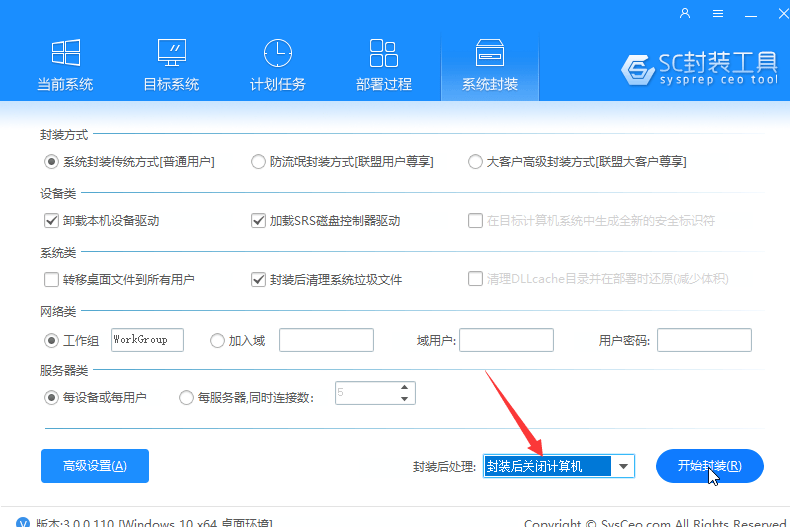 当前系统 目标系统 计划任务 部署过程 系统封装
SC封装工具
sysprep ceo tool
封装方式
系统封装传统方式[普通用户] 防流氓封装方式[联盟用户尊享] 大客户高级封装方式[联盟大客户尊享]
设备类
卸载本机设备驱动 加载SRS磁盘控制器驱动 在目标计算机系统中生成全新的安全标识符
系统类
转移桌面文件到所有用户 封装后清理系统垃圾文件 清理DLLcache目录并在部署时还原(减少体积)
网络类
工作组 WorkGroup 加入域 域用户: 用户密码:
服务器类
每设备或每用户 每服务器,同时连接数: 5
高级设置(A) 封装后处理: 封装后关闭计算机 开始封装(R)
版本:3.0.0.110 [Windows 10 x64 桌面环境] Copyright © SysCeo.com All Rights Reserved